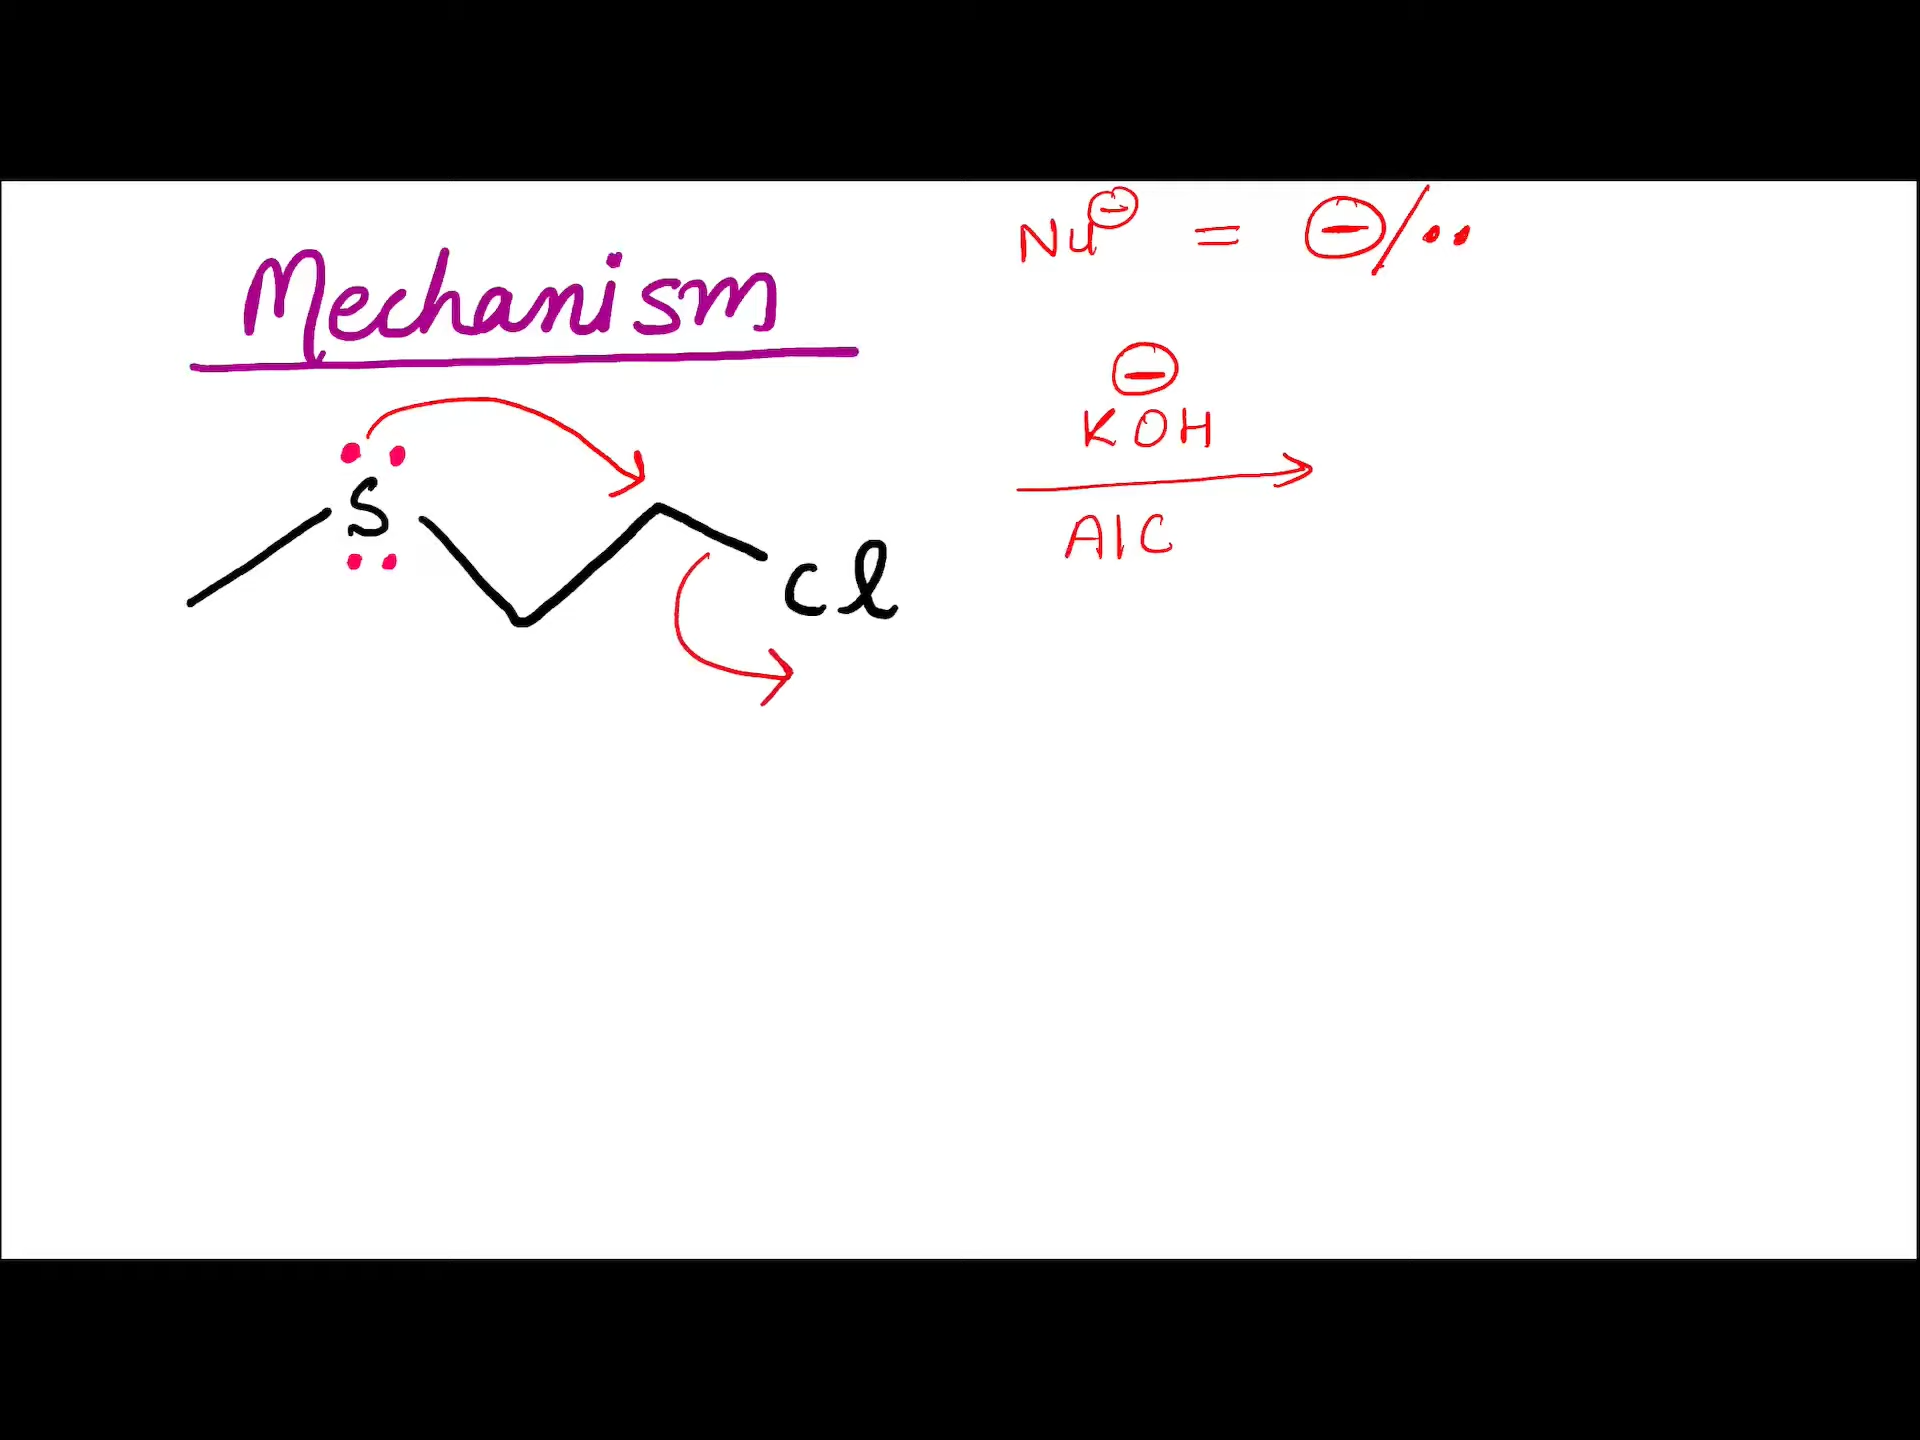 Nu⊖ = ⊖/••
Mechanism
⊖
KOH
S
Cl
AlC